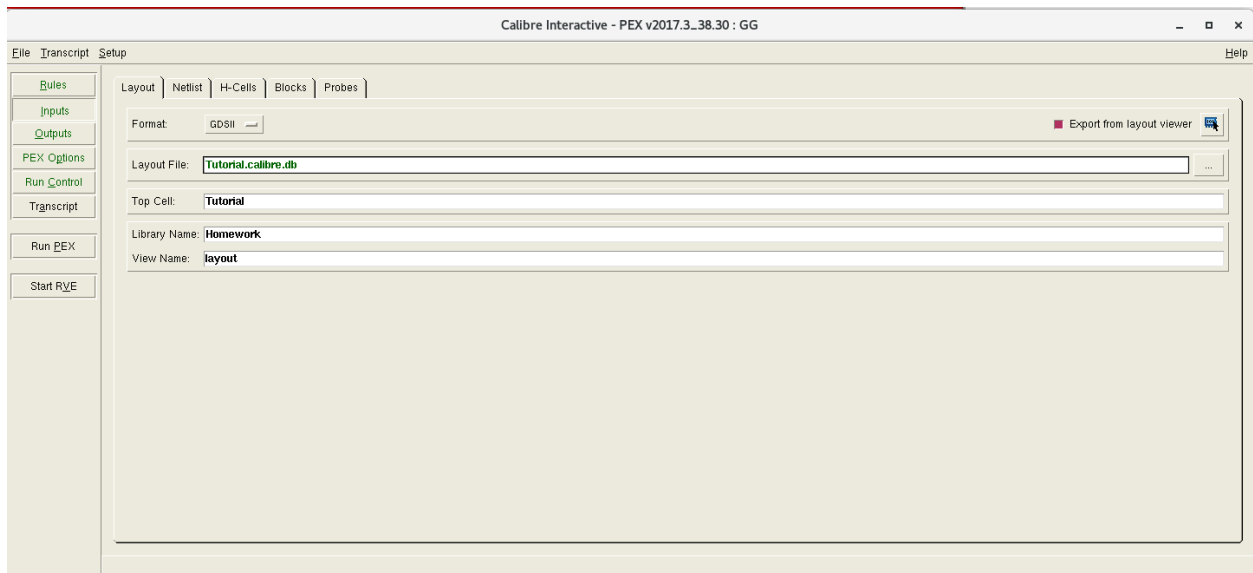 Calibre Interactive - PEX v2017.3_38.30 : GG
File Transcript Setup Help
Rules
Inputs
Outputs
PEX Options
Run Control
Transcript
Run PEX
Start RVE
Layout Netlist H-Cells Blocks Probes
Format: GDSII Export from layout viewer
Layout File: Tutorial.calibre.db ...
Top Cell: Tutorial
Library Name: Homework
View Name: layout